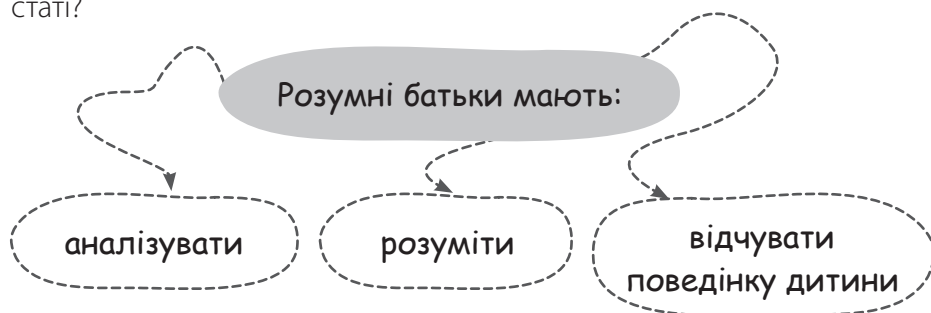 статі?
Розумні батьки мають:
аналізувати
розуміти
відчувати
поведінку дитини